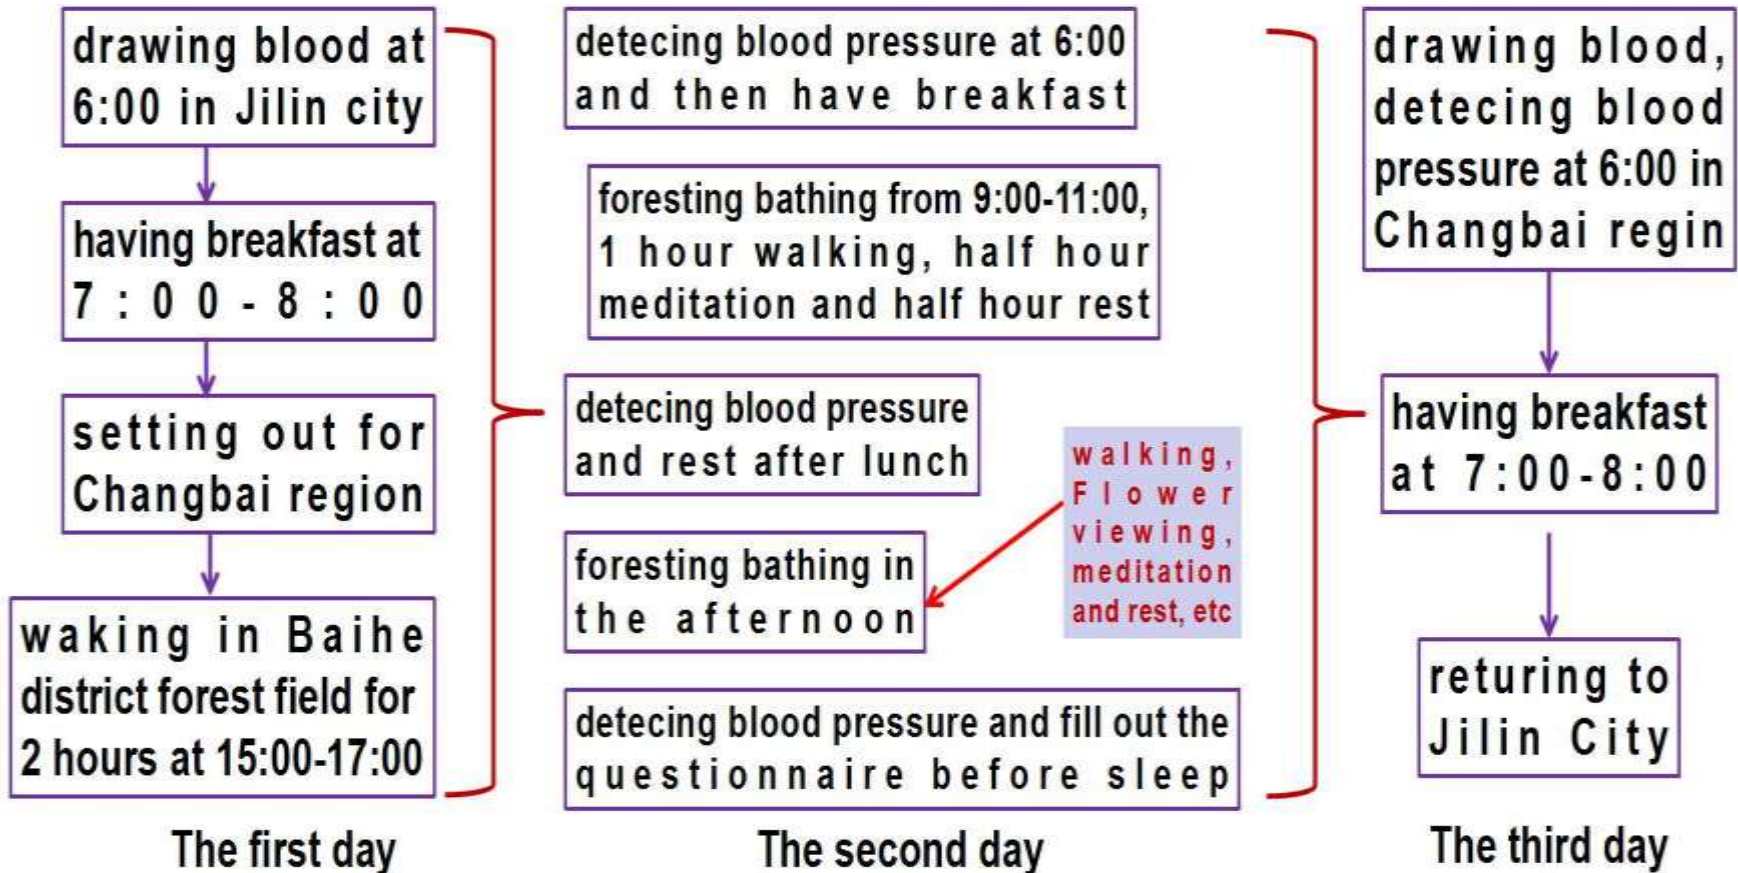 drawing blood at
6:00 in Jilin city
having breakfast at
7:00-8:00
setting out for
Changbai region
waking in Baihe
district forest field for
2 hours at 15:00-17:00
The first day
detecing blood pressure at 6:00
and then have breakfast
foresting bathing from 9:00-11:00,
1 hour walking, half hour
meditation and half hour rest
detecing blood pressure
and rest after lunch
foresting bathing in
the afternoon
walking,
Flower
viewing,
meditation
and rest, etc
detecing blood pressure and fill out the
questionnaire before sleep
The second day
drawing blood,
detecing blood
pressure at 6:00 in
Changbai regin
having breakfast
at 7:00-8:00
returing to
Jilin City
The third day